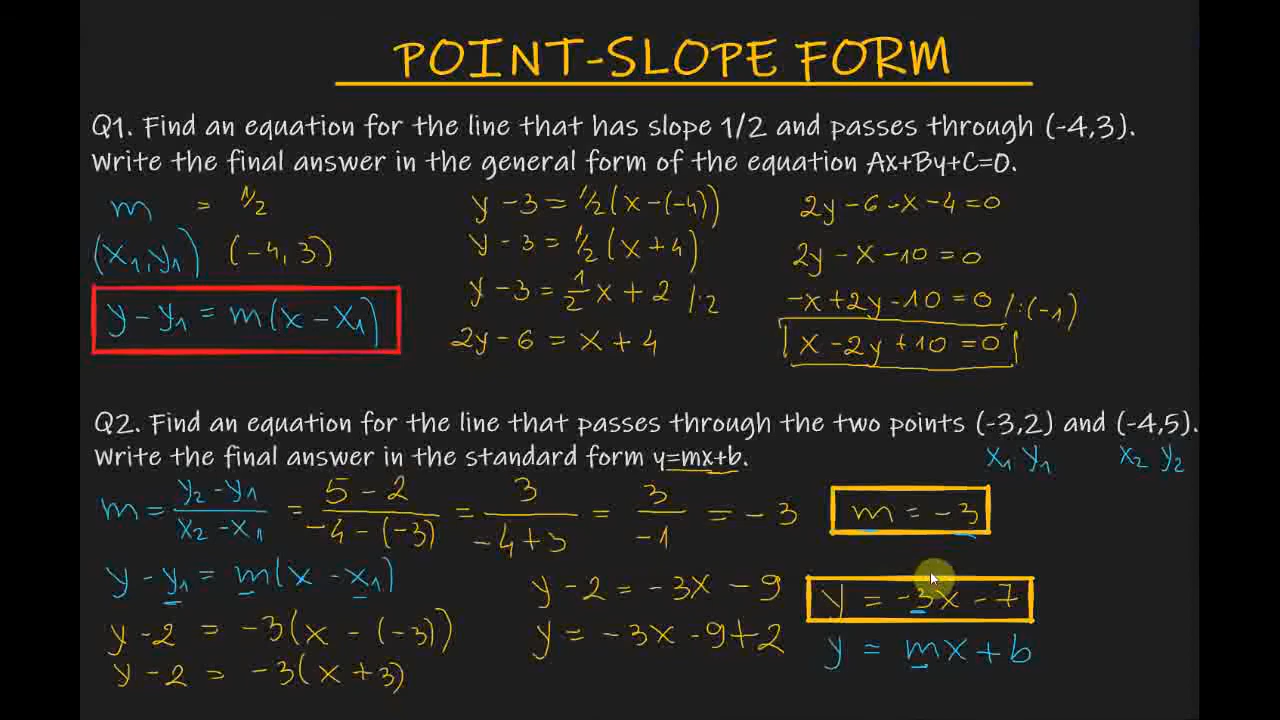 POINT-SLOPE FORM
Q1. Find an equation for the line that has slope 1/2 and passes through (-4,3).
Write the final answer in the general form of the equation Ax+By+C=0.
m = 1/2
(x₁,y₁) (-4,3)
y - y₁ = m(x - x₁)
y - 3 = 1/2(x-(-4))
y - 3 = 1/2(x+4)
y - 3 = 1/2 x + 2 /·2
2y - 6 = x + 4
2y - 6 - x - 4 = 0
2y - x - 10 = 0
-x + 2y - 10 = 0 /:(-1)
x - 2y + 10 = 0
Q2. Find an equation for the line that passes through the two points (-3,2) and (-4,5).
Write the final answer in the standard form y=mx+b.
x₁ y₁ x₂ y₂
m = (y₂ - y₁)/(x₂ - x₁) = (5 - 2)/(-4 - (-3)) = 3/(-4+3) = 3/-1 = -3
m = -3
y - y₁ = m(x - x₁)
y - 2 = -3(x - (-3))
y - 2 = -3(x + 3)
y - 2 = -3x - 9
y = -3x - 9 + 2
y = -3x - 7
y = mx + b